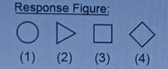 Response Figure:
(1) (2) (3) (4)